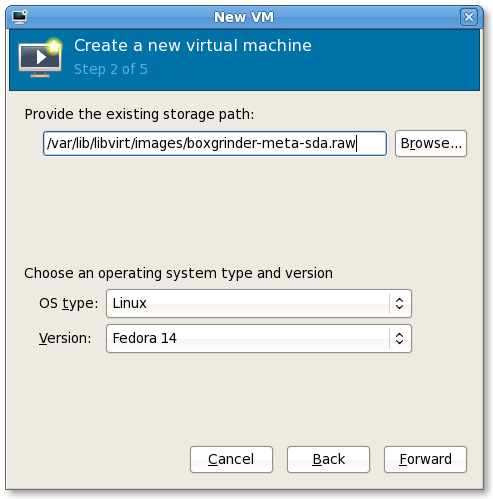 New VM
Create a new virtual machine
Step 2 of 5
Provide the existing storage path:
/var/lib/libvirt/images/boxgrinder-meta-sda.raw Browse...
Choose an operating system type and version
OS type: Linux
Version: Fedora 14
Cancel Back Forward